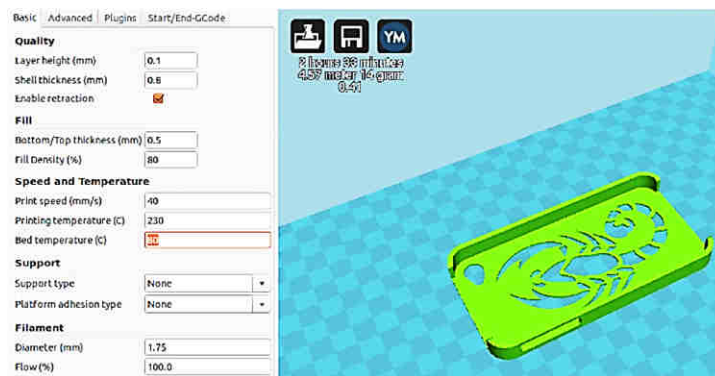 Basic Advanced Plugins Start/End-GCode
Quality
Layer height (mm) 0.1
Shell thickness (mm) 0.8
Enable retraction
Fill
Bottom/Top thickness (mm) 0.5
Fill Density (%) 80
Speed and Temperature
Print speed (mm/s) 40
Printing temperature (C) 230
Bed temperature (C) 80
Support
Support type None
Platform adhesion type None
Filament
Diameter (mm) 1.75
Flow (%) 100.0
YM
2 hours 33 minutes
4.57 meter 14 gram
0.41